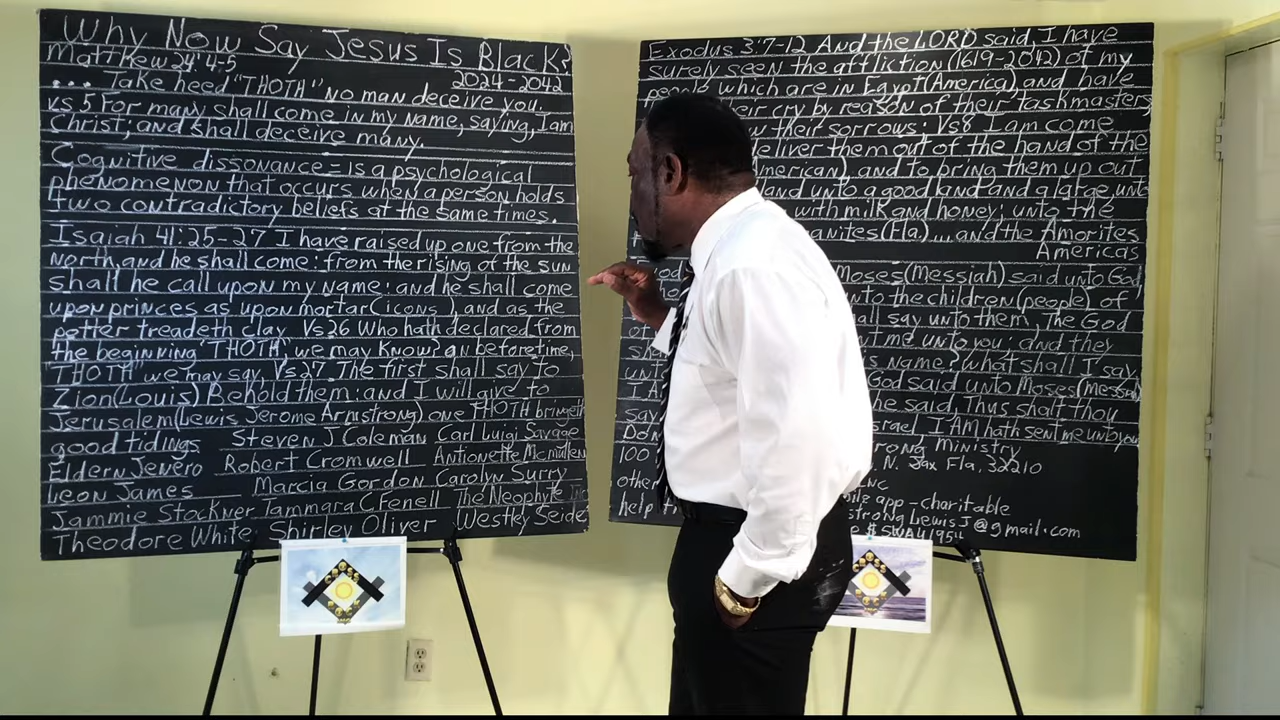 Why Now Say Jesus Is Black?
Matthew 24:4-5 2024-2042
... Take heed "THOTH" no man deceive you.
vs 5 For many shall come in my name, saying, I am
Christ; and shall deceive many.
Cognitive dissonance = is a psychological
phenomenon that occurs when a person holds
two contradictory beliefs at the same times.
Isaiah 41:25-27 I have raised up one from the
north, and he shall come: from the rising of the sun
shall he call upon my name: and he shall come
upon princes as upon mortar (icons), and as the
potter treadeth clay. Vs26 Who hath declared from
the beginning "THOTH", we may know? an beforetime,
"THOTH" we may say, Vs27 The first shall say to
Zion (Louis) Behold them: and I will give to
Jerusalem (Lewis Jerome Armstrong) one THOTH bringeth
good tidings Steven J Coleman Carl Luigi Savage
Eldern Jenero Robert Cromwell Antionette McMullen
Leon James Marcia Gordon Carolyn Surry
Jammie Stockner Tammara C Fenell The Neophyte
Theodore White Shirley Oliver Westley Seide
Exodus 3:7-12 And the LORD said, I have
surely seen the affliction (1619-2042) of my
people which are in Egypt (America), and have
their cry by reason of their taskmasters
their sorrows; Vs8 I am come
deliver them out of the hand of the
and to bring them up out
and unto a good land and a large, unto
with milk and honey; unto the
(Fla) ... and the Amorites
Americas
Moses (Messiah) said unto God
unto the children (people) of
shall say unto them, The God
me unto you; and they
name? what shall I say
unt God said unto Moses (Messiah
I A he said, Thus shalt thou
say I AM hath sent me unto you
Ministry
100 N. Jax Fla. 32210
other
app - charitable
help Lewis J@gmail.com
$SWAU1954